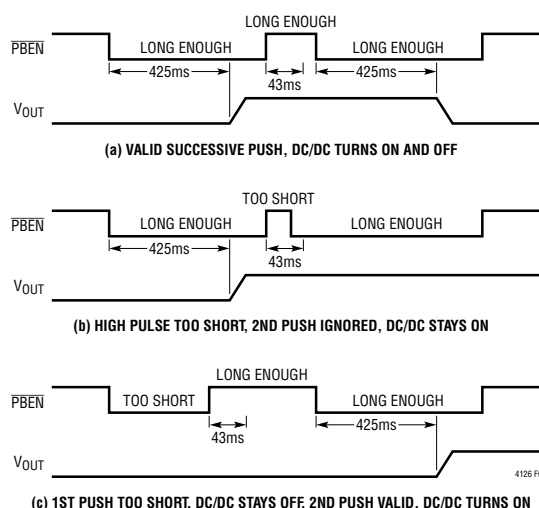 LONG ENOUGH
PBEN
LONG ENOUGH
LONG ENOUGH
425ms
43ms
425ms
VOUT
(a) VALID SUCCESSIVE PUSH, DC/DC TURNS ON AND OFF
TOO SHORT
PBEN
LONG ENOUGH
LONG ENOUGH
425ms
43ms
VOUT
(b) HIGH PULSE TOO SHORT, 2ND PUSH IGNORED, DC/DC STAYS ON
LONG ENOUGH
PBEN
TOO SHORT
LONG ENOUGH
43ms
425ms
VOUT
4126
(c) 1ST PUSH TOO SHORT, DC/DC STAYS OFF, 2ND PUSH VALID, DC/DC TURNS ON